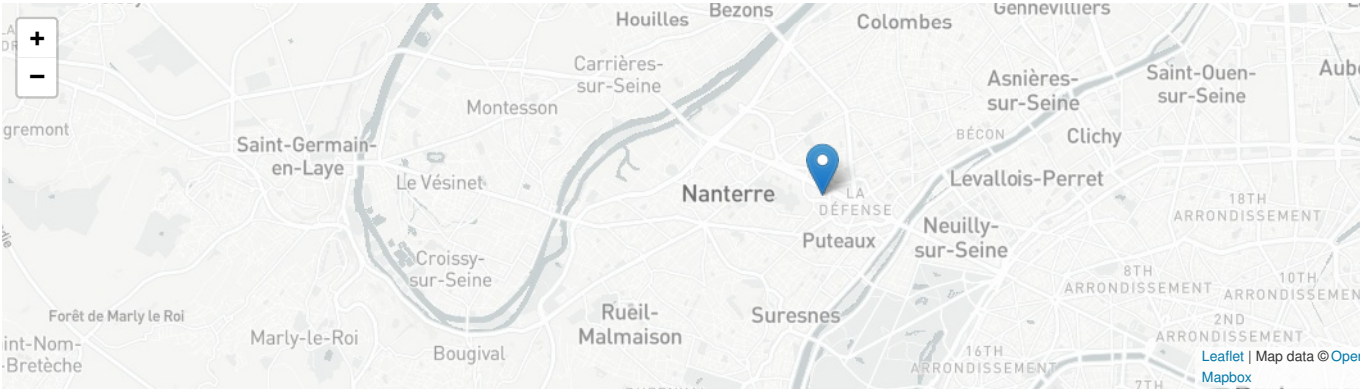 +
−
Houilles
Bezons
Colombes
Gennevilliers
Carrières-
sur-Seine
Asnières-
sur-Seine
Saint-Ouen-
sur-Seine
Montesson
BÉCON
Clichy
Saint-Germain-
en-Laye
Le Vésinet
Nanterre
LA
DÉFENSE
Levallois-Perret
18TH
ARRONDISSEMENT
Puteaux
Neuilly-
sur-Seine
Croissy-
sur-Seine
8TH
ARRONDISSEMENT
10TH
Forêt de Marly le Roi
Marly-le-Roi
Bougival
Rueil-
Malmaison
Suresnes
2ND
ARRONDISSEMENT
16TH
ARRONDISSEMENT
7TH
Leaflet | Map data © Open
Mapbox